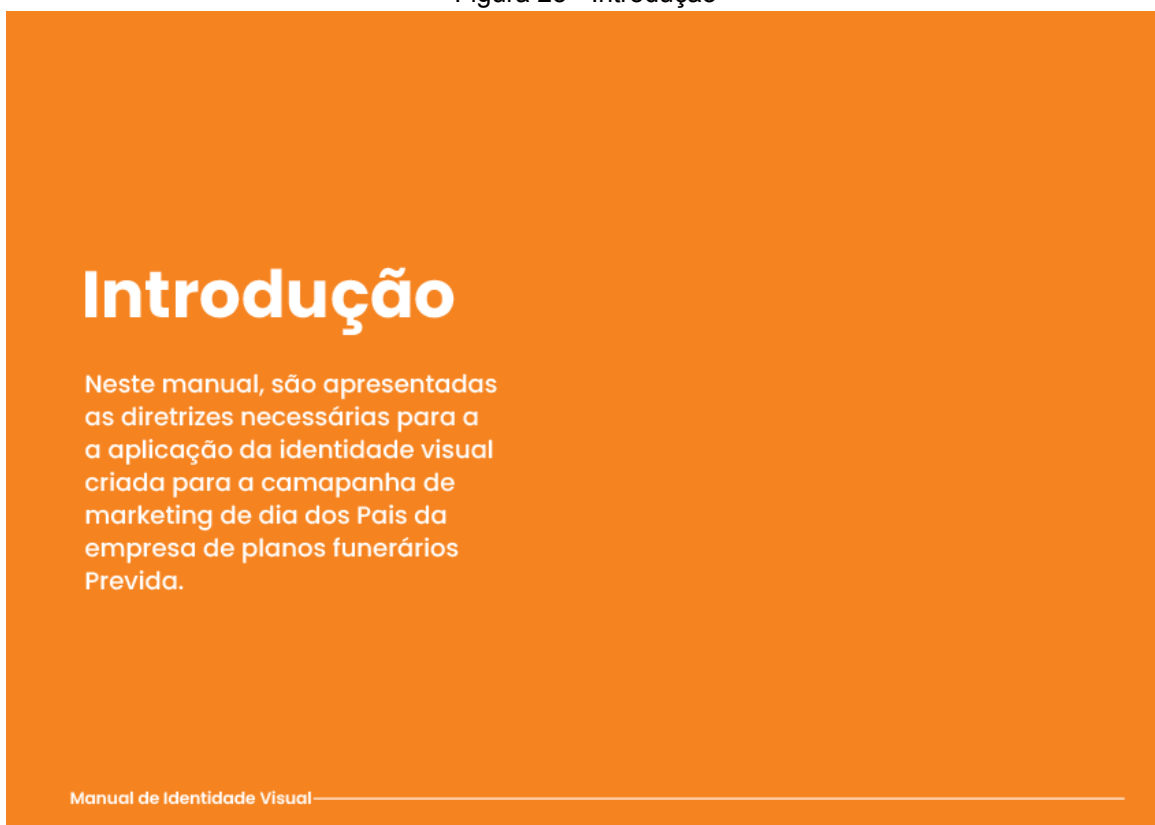 Introdução
Neste manual, são apresentadas
as diretrizes necessárias para a
a aplicação da identidade visual
criada para a camapanha de
marketing de dia dos Pais da
empresa de planos funerários
Previda.
Manual de Identidade Visual